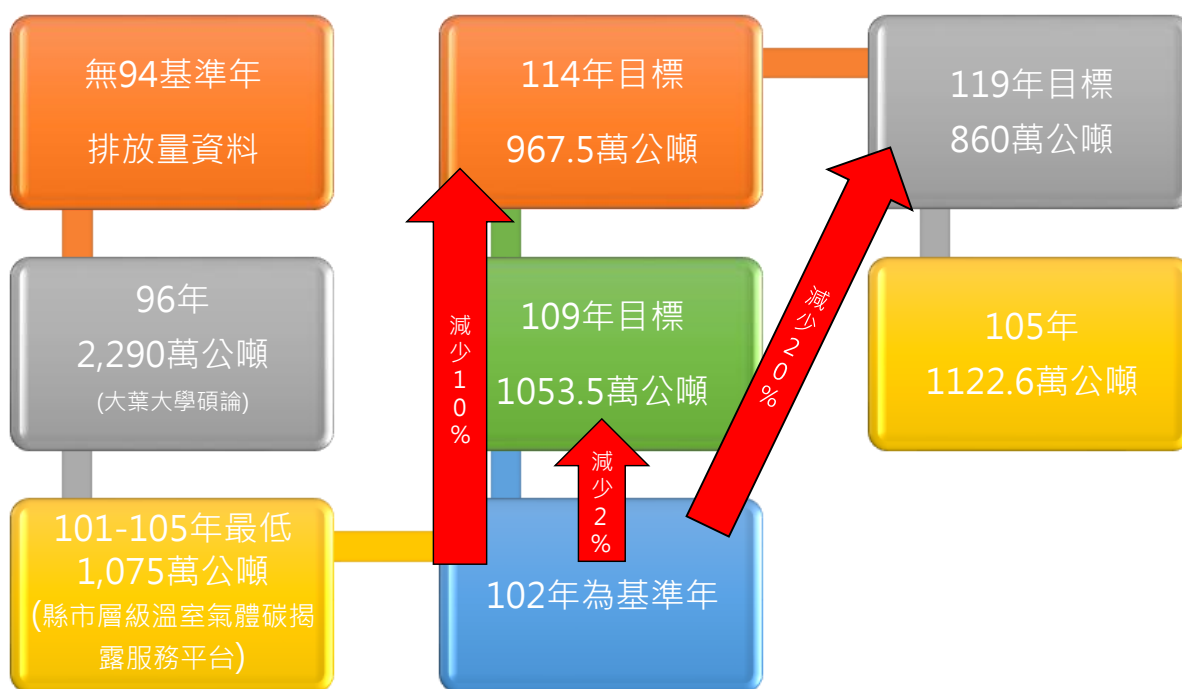 無94基準年
排放量資料
96年
2,290萬公噸
(大葉大學碩論)
101-105年最低
1,075萬公噸
(縣市層級溫室氣體碳揭
露服務平台)
102年為基準年
減少2%
109年目標
1053.5萬公噸
減少10%
114年目標
967.5萬公噸
減少20%
119年目標
860萬公噸
105年
1122.6萬公噸